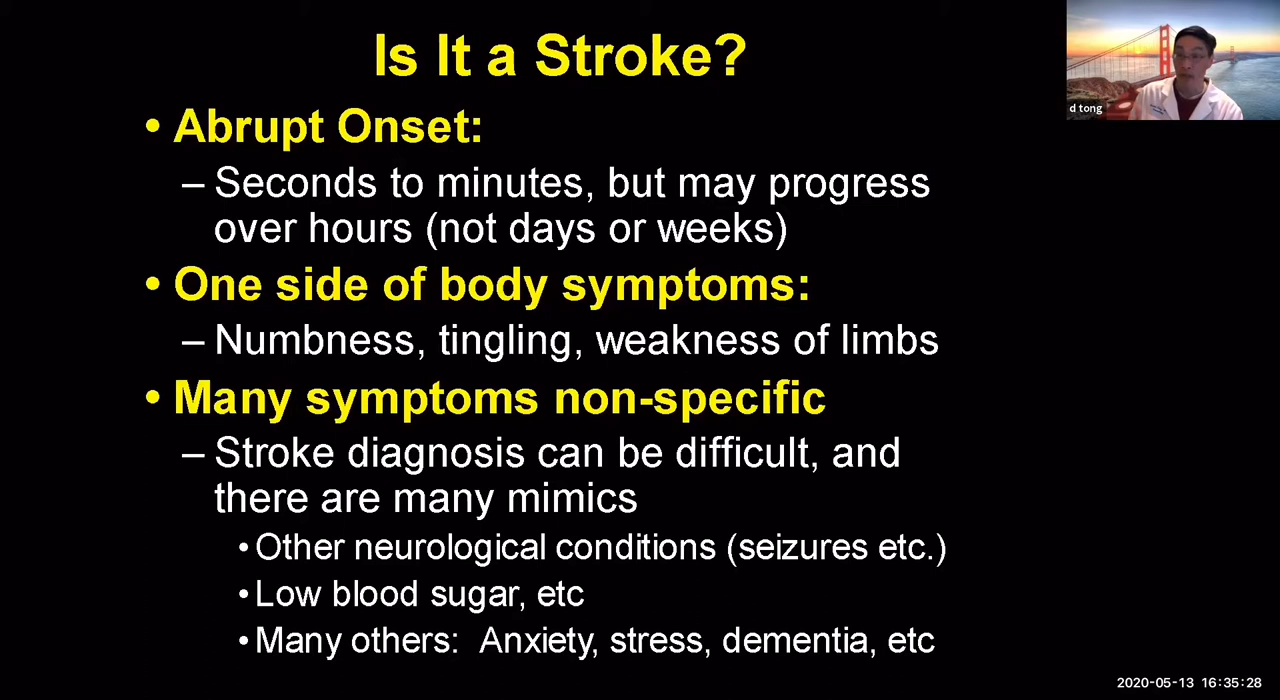 Is It a Stroke?
d tong
• Abrupt Onset:
– Seconds to minutes, but may progress
over hours (not days or weeks)
• One side of body symptoms:
– Numbness, tingling, weakness of limbs
• Many symptoms non-specific
– Stroke diagnosis can be difficult, and
there are many mimics
• Other neurological conditions (seizures etc.)
• Low blood sugar, etc
• Many others: Anxiety, stress, dementia, etc
2020-05-13 16:35:28